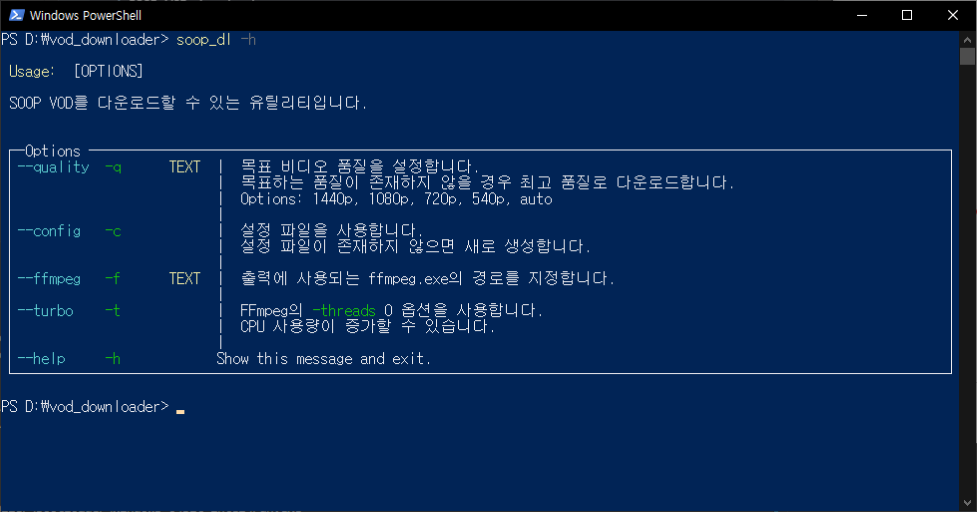 Windows PowerShell
PS D:\vod_downloader> soop_dl -h
Usage: [OPTIONS]
SOOP VOD를 다운로드할 수 있는 유틸리티입니다.
Options
--quality -q TEXT | 목표 비디오 품질을 설정합니다.
| 목표하는 품질이 존재하지 않을 경우 최고 품질로 다운로드합니다.
| Options: 1440p, 1080p, 720p, 540p, auto
|
--config -c | 설정 파일을 사용합니다.
| 설정 파일이 존재하지 않으면 새로 생성합니다.
|
--ffmpeg -f TEXT | 출력에 사용되는 ffmpeg.exe의 경로를 지정합니다.
|
--turbo -t | FFmpeg의 -threads 0 옵션을 사용합니다.
| CPU 사용량이 증가할 수 있습니다.
|
--help -h Show this message and exit.
PS D:\vod_downloader>